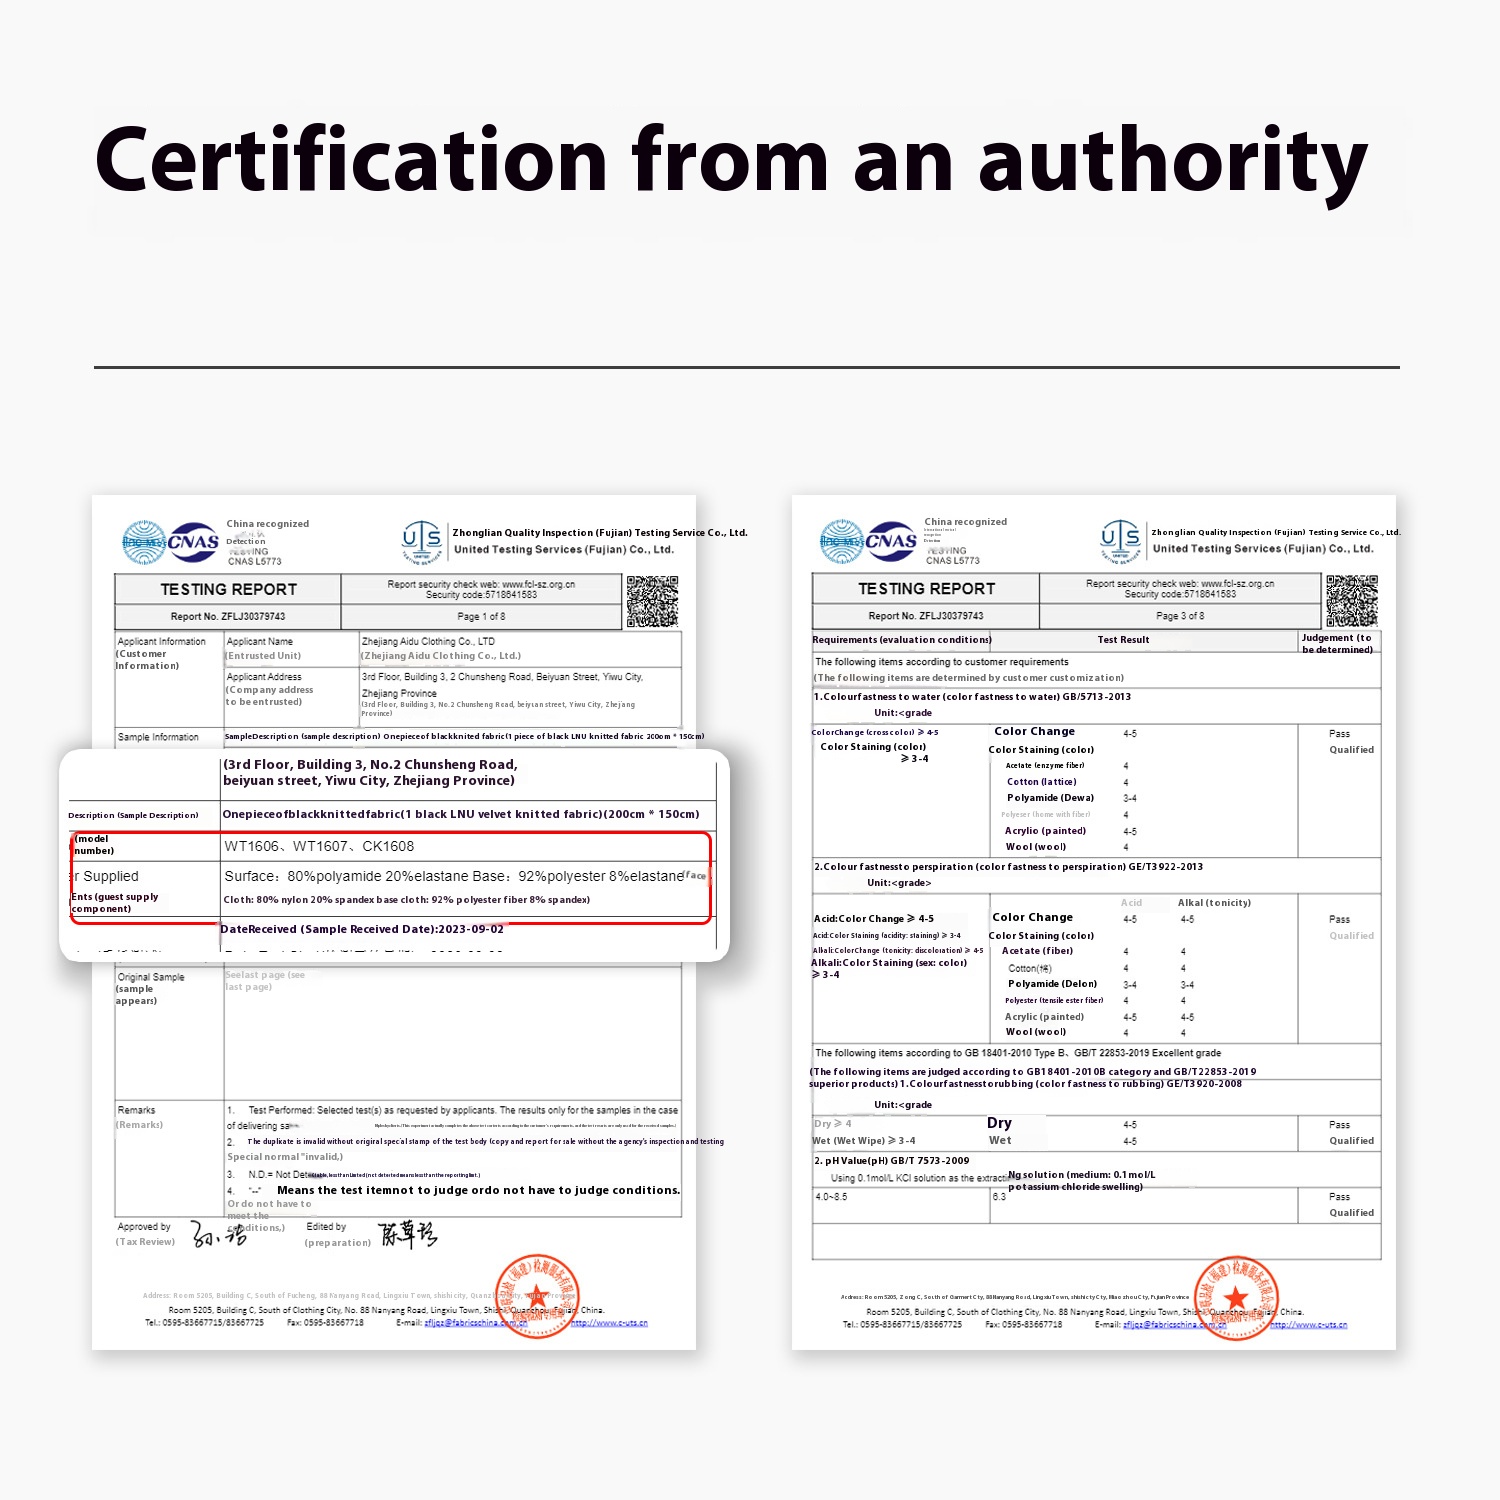 Certification from an authority
China recognized
Detection
TESTING
CNAS L5773
CNAS
UTS
Zhonglian Quality Inspection (Fujian) Testing Service Co., Ltd.
United Testing Services (Fujian) Co., Ltd.
TESTING REPORT
Report security check web: www.fcl-sz.org.cn
Security code:5718641583
Report No. ZFLJ30379743
Page 1 of 8
Applicant Information
(Customer
Information)
Applicant Name
(Entrusted Unit)
Zhejiang Aidu Clothing Co., LTD
(Zhejiang Aidu Clothing Co., Ltd.)
Applicant Address
(Company address
to be entrusted)
3rd Floor, Building 3, 2 Chunsheng Road, Beiyuan Street, Yiwu City,
Zhejiang Province
(3rd Floor, Building 3, No.2 Chunsheng Road, beiyuan street, Yiwu City, Zhejiang
Province)
Sample Information
SampleDescription (sample description) Onepieceof blackknited fabric(1 piece of black LNU knitted fabric 200om * 150cm)
(3rd Floor, Building 3, No.2 Chunsheng Road,
beiyuan street, Yiwu City, Zhejiang Province)
Description (Sample Description)
Onepieceofblackknittedfabric(1 black LNU velvet knitted fabric)(200cm * 150cm)
(model
number)
WT1606、WT1607、CK1608
er Supplied
Surface：80%polyamide 20%elastane Base：92%polyester 8%elastane(face
Ents (guest supply
component)
Cloth: 80% nylon 20% spandex base cloth: 92% polyester fiber 8% spandex)
DateReceived (Sample Received Date):2023-09-02
Original Sample
(sample
appears)
Seelast page (see
last page)
Remarks
(Remarks)
1. Test Performed: Selected test(s) as requested by applicants. The results only for the samples in the case
of delivering sa
2. The duplicate is invalid without original special stamp of the test body (copy and report for sale without the agency's inspection and testing
Special normal "invalid,)
3. N.D.= Not Det
4. "--" Means the test itemnot to judge ordo not have to judge conditions.
Or do not have to
meet the
conditions,)
Approved by
(Tax Review)
Edited by
(preparation)
Address: Room 5203, Building C, South of Fucheng, 88 Nanyang Road, Lingxiu Town, shishi city, Quanzhou City, Fujian Province
Room 5205, Building C, South of Clothing City, No. 88 Nanyang Road, Lingxiu Town, Shishi, Quanzhou, Fujian, China.
Tel.: 0595-83667715/83667725 Fax: 0595-83667718 E-mail: zfljqz@fabricschina.com.cn http://www.c-uts.cn
China recognized
TESTING
CNAS L5773
CNAS
UTS
Zhonglian Quality Inspection (Fujian) Testing Service Co., Ltd.
United Testing Services (Fujian) Co., Ltd.
TESTING REPORT
Report security check web: www.fcl-sz.org.cn
Security code:5718641583
Report No. ZFLJ30379743
Page 3 of 8
Requirements (evaluation conditions)
Test Result
Judgement (to
be determined)
The following items according to customer requirements
(The following items are determined by customer customization)
1.Colourfastness to water (color fastness to water) GB/5713-2013
Unit:<grade
ColorChange (cross color) ⩾ 4-5
Color Change 4-5
Pass
Color Staining (color)
⩾ 3-4
Color Staining (color)
Qualified
Acetate (enzyme fiber) 4
Cotton (lattice) 4
Polyamide (Dewa) 3-4
Polyeser (home with fiber) 4
Acrylio (painted) 4-5
Wool (wool) 4
2.Colour fastnessto perspiration (color fastness to perspiration) GE/T3922-2013
Unit:<grade>
Acid Alkal (tonicity)
Acid:Color Change ⩾ 4-5
Color Change 4-5 4-5
Pass
Acid:Color Staining (acidity: staining) ⩾ 3-4
Color Staining (color)
Qualified
Alkali:ColorChange (tonicity: discoloration) ⩾ 4-5
Acetate (fiber) 4 4
Alkali:Color Staining (sex: color)
⩾ 3-4
Cotton(棉) 4 4
Polyamide (Delon) 3-4 3-4
Polyester (tensile ester fiber) 4 4
Acrylic (painted) 4-5 4-5
Wool (wool) 4 4
The following items according to GB 18401-2010 Type B、GB/T 22853-2019 Excellent grade
(The following items are judged according to GB18401-2010B category and GB/T22853-2019
superior products) 1.Colourfastnesstorubbing (color fastness to rubbing) GE/T3920-2008
Unit:<grade
Dry ⩾ 4
Dry 4-5
Pass
Wet (Wet Wipe) ⩾ 3-4
Wet 4-5
Qualified
2. pH Value(pH) GB/T 7573-2009
Using 0.1mol/L KCl solution as the extractio
Ng solution (medium: 0.1mol/L
potassium chloride swelling)
4.0~8.5 6.3 Pass
Qualified
Address: Room 5205, Zong C, South of Garment City, 88 Nanyang Road, Lingxiu Town, shishi city City, Miaozhou City, Fujian Province
Room 5205, Building C, South of Clothing City, No. 88 Nanyang Road, Lingxiu Town, Shishi, Quanzhou, Fujian, China.
Tel.: 0595-83667715/83667725 Fax: 0595-83667718 E-mail: zfljqz@fabricschina.com.cn http://www.c-uts.cn